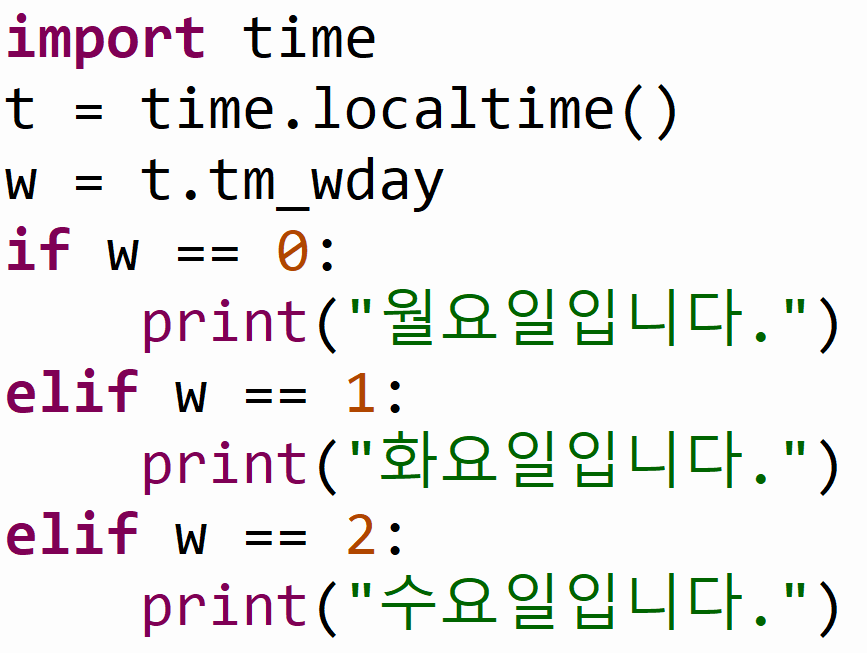 import time
t = time.localtime()
w = t.tm_wday
if w == 0:
    print("월요일입니다.")
elif w == 1:
    print("화요일입니다.")
elif w == 2:
    print("수요일입니다.")